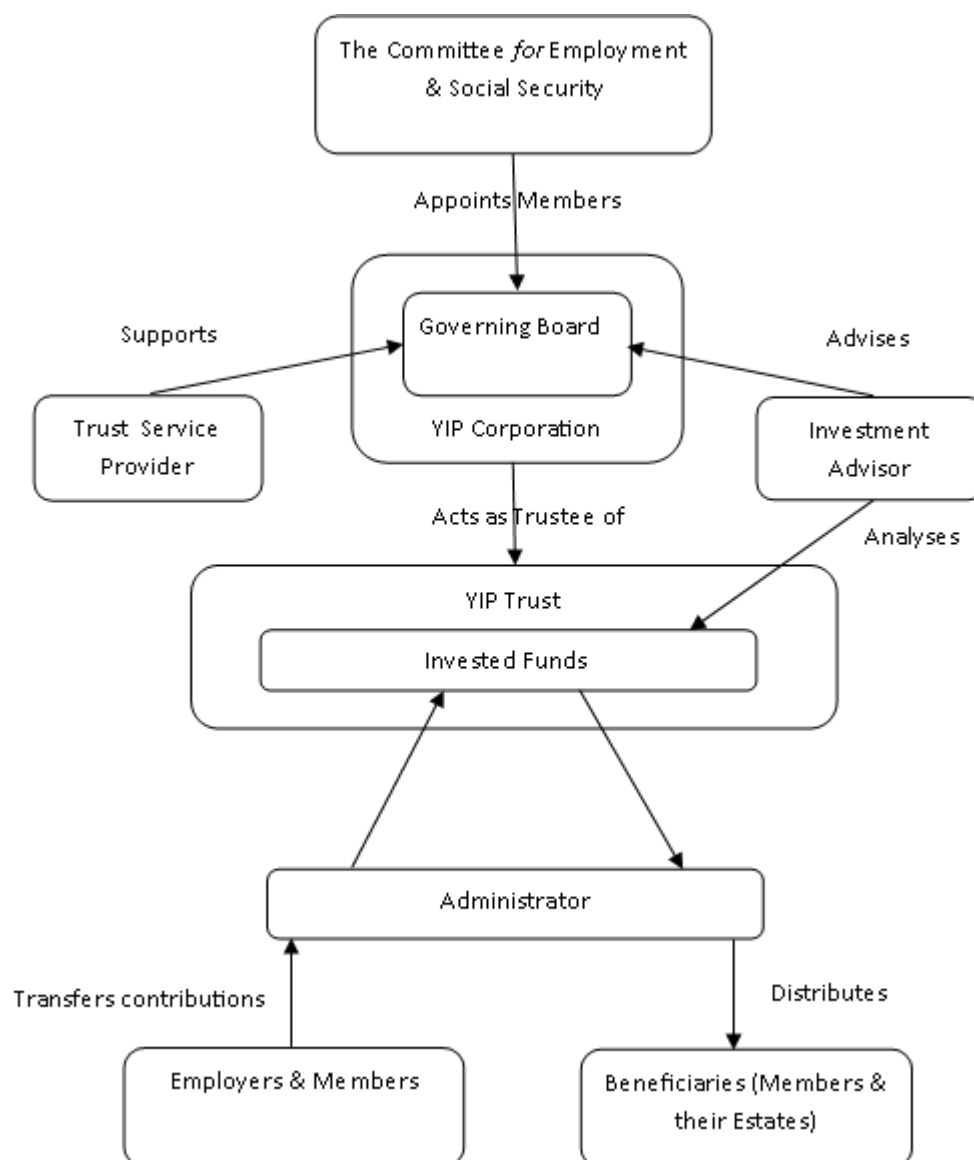 The Committee for Employment
& Social Security
Appoints Members
Governing Board
Supports
Advises
Trust Service
Provider
YIP Corporation
Investment
Advisor
Acts as Trustee of
Analyses
YIP Trust
Invested Funds
Administrator
Transfers contributions
Distributes
Employers & Members
Beneficiaries (Members &
their Estates)